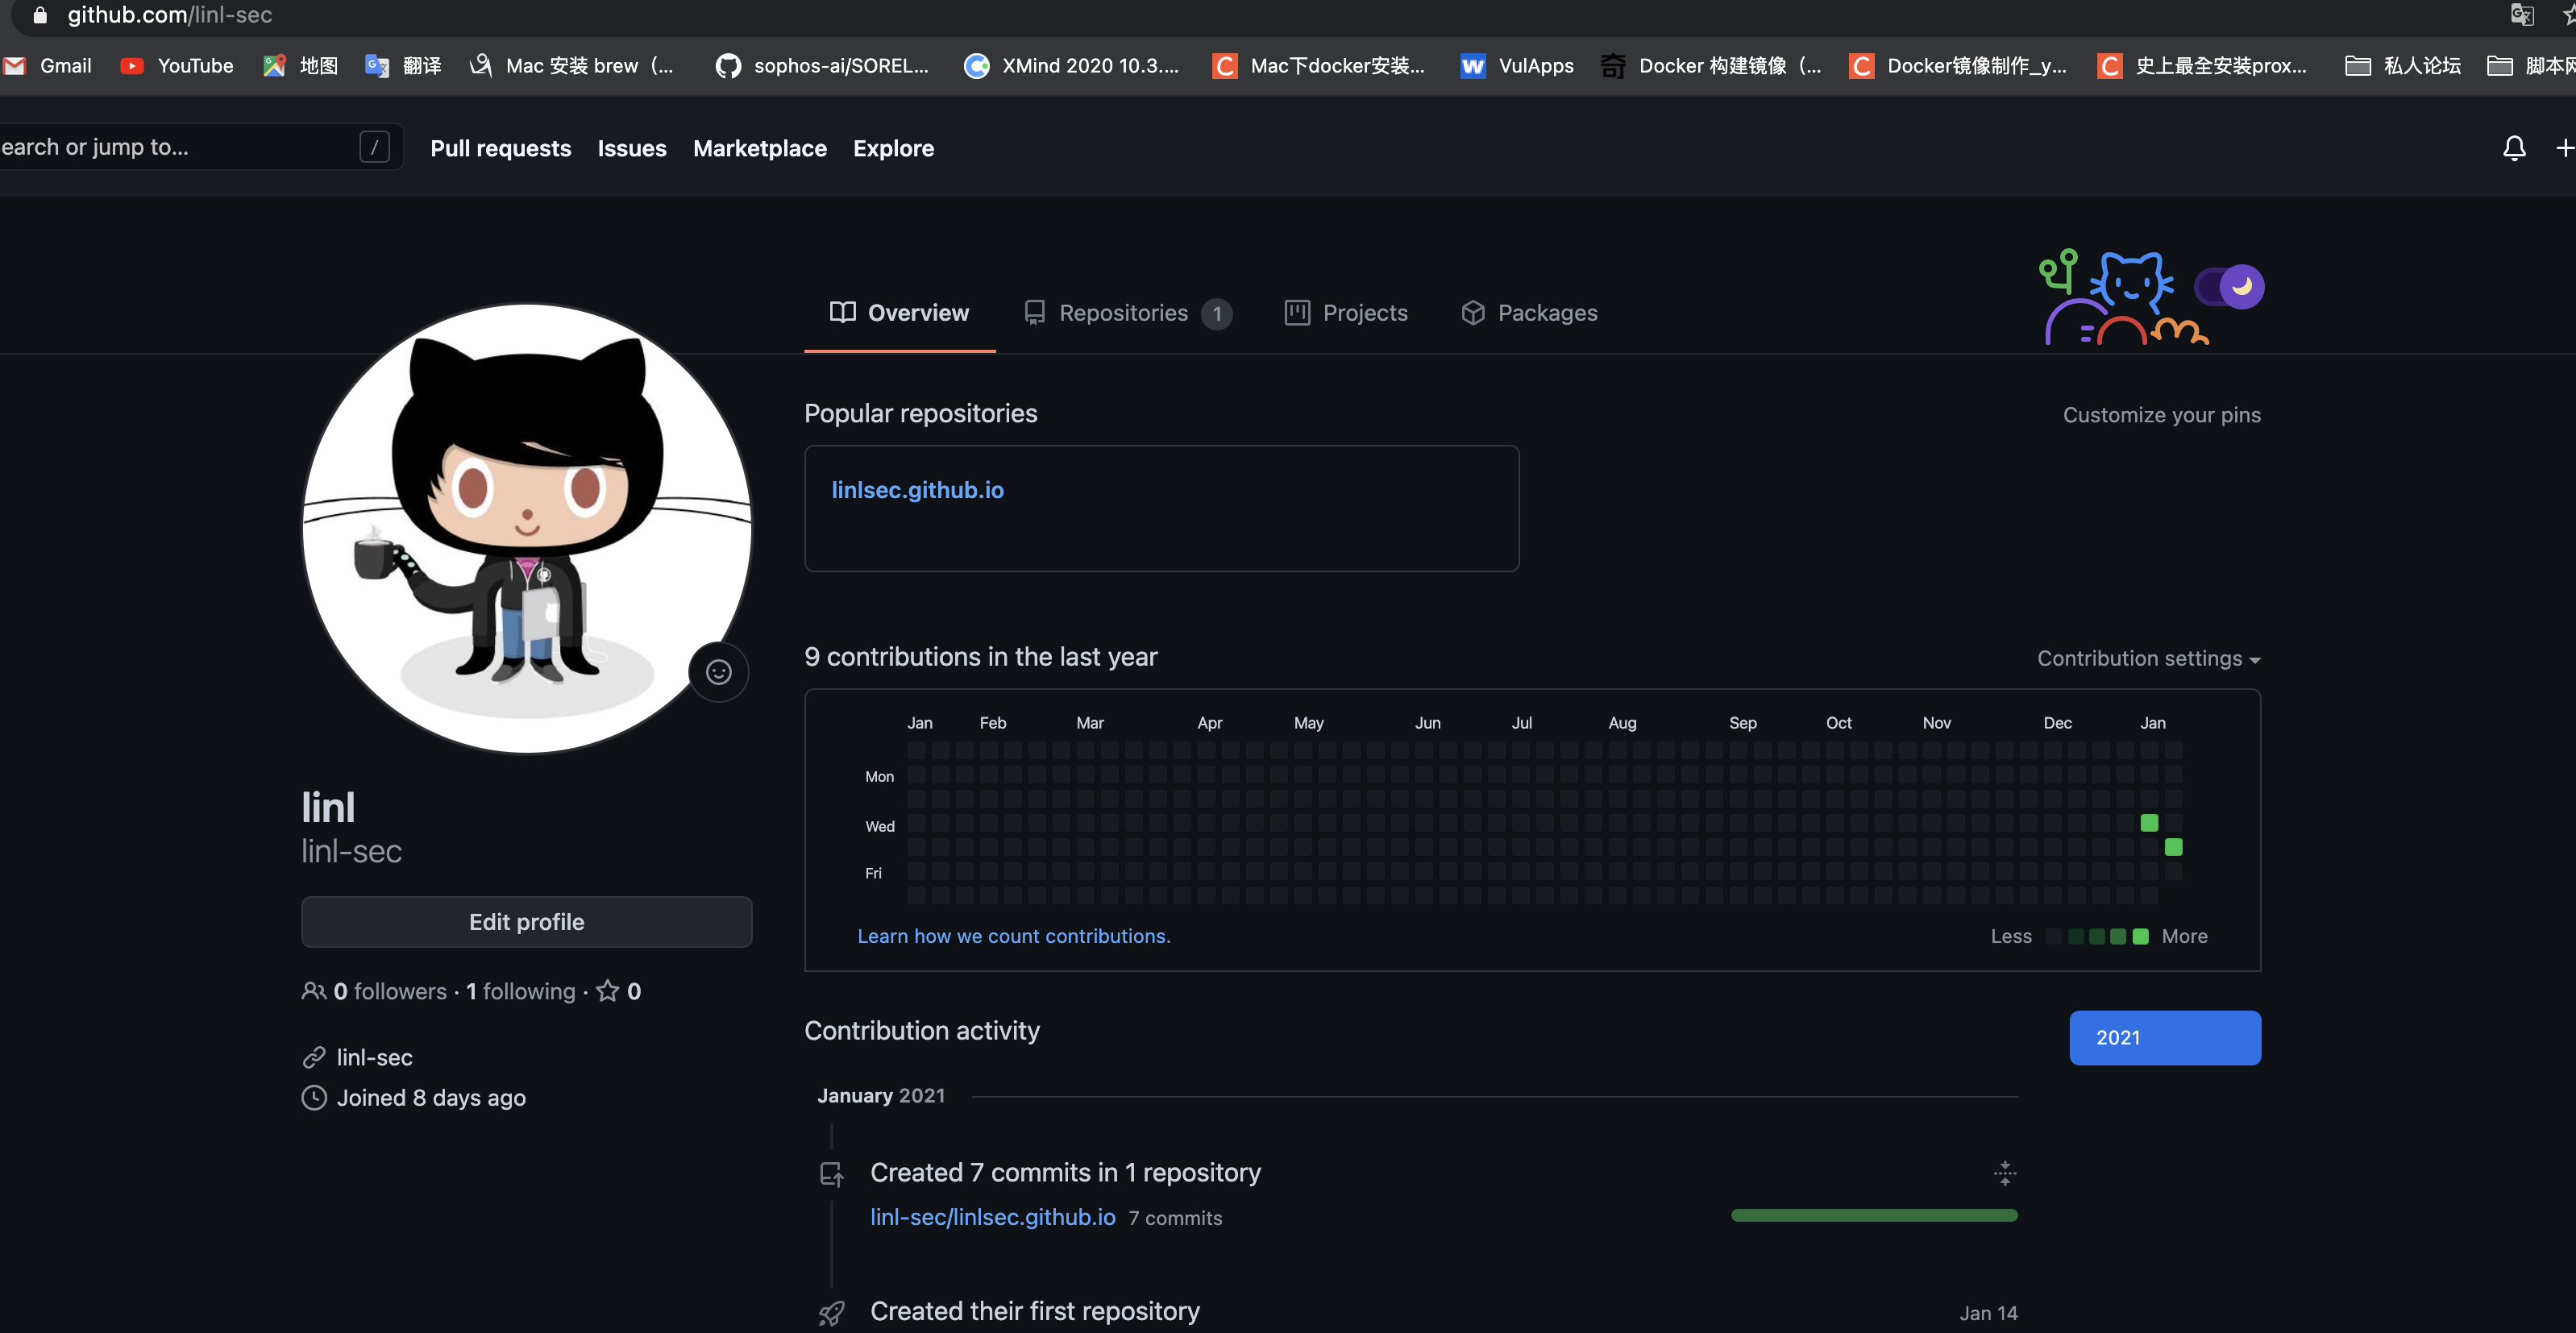 github.com/linl-sec
Gmail YouTube 地图 翻译 Mac 安装 brew（... sophos-ai/SOREL... XMind 2020 10.3.... Mac下docker安装... VulApps Docker 构建镜像（... Docker镜像制作_y... 史上最全安装prox... 私人论坛 脚本网
earch or jump to... / Pull requests Issues Marketplace Explore
Overview Repositories 1 Projects Packages
Popular repositories Customize your pins
linlsec.github.io
9 contributions in the last year Contribution settings
Jan Feb Mar Apr May Jun Jul Aug Sep Oct Nov Dec Jan
Mon
Wed
Fri
Learn how we count contributions. Less More
linl
linl-sec
Edit profile
0 followers · 1 following · 0
linl-sec
Joined 8 days ago
Contribution activity 2021
January 2021
Created 7 commits in 1 repository
linl-sec/linlsec.github.io 7 commits
Created their first repository Jan 14